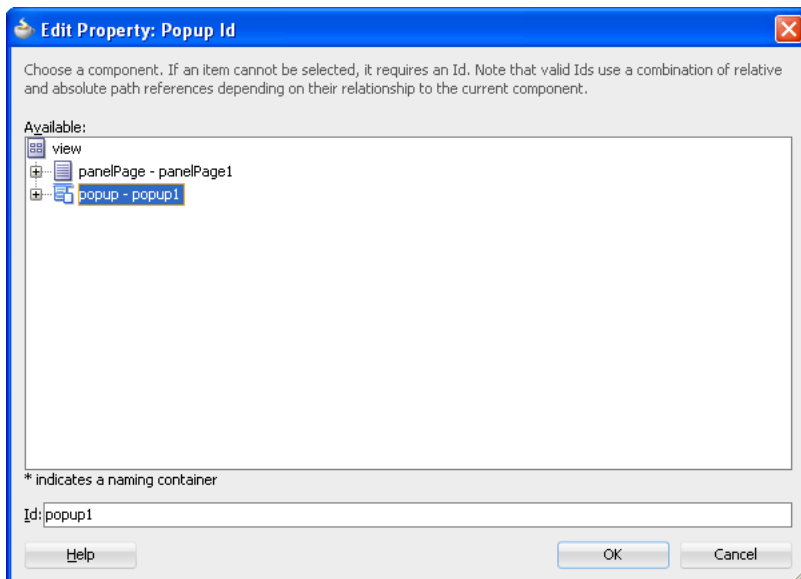 Edit Property: Popup Id
Choose a component. If an item cannot be selected, it requires an Id. Note that valid Ids use a combination of relative
and absolute path references depending on their relationship to the current component.
Available:
view
panelPage - panelPage1
popup - popup1
* indicates a naming container
Id: popup1
Help OK Cancel